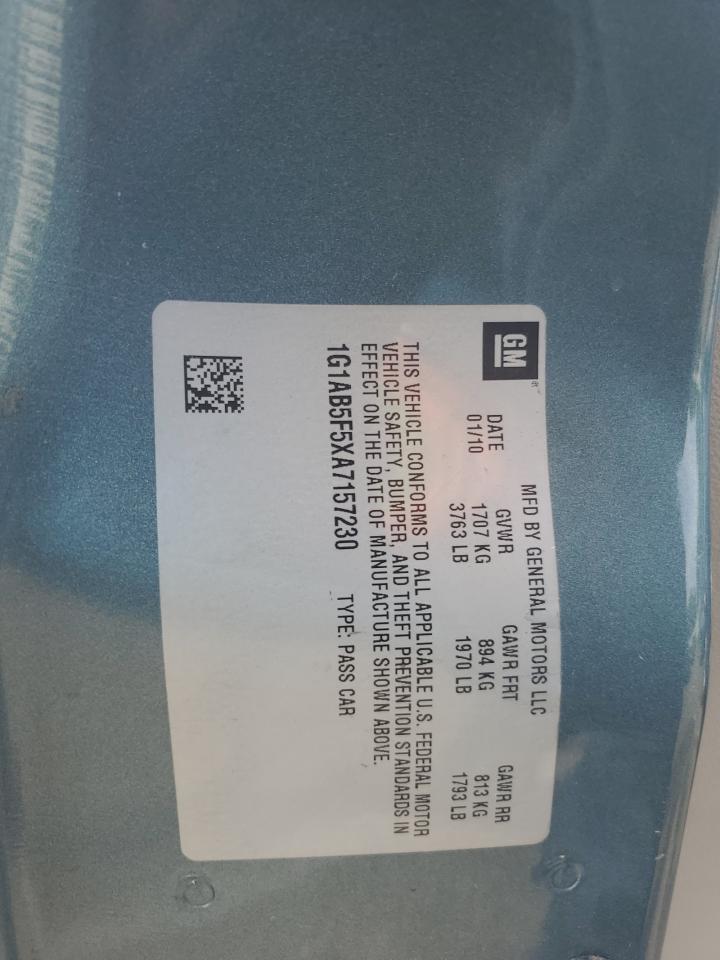 GM
MFD BY GENERAL MOTORS LLC
DATE GVWR GAWR FRT GAWR RR
01/10 1707 KG 894 KG 813 KG
3763 LB 1970 LB 1793 LB
THIS VEHICLE CONFORMS TO ALL APPLICABLE U.S. FEDERAL MOTOR
VEHICLE SAFETY, BUMPER, AND THEFT PREVENTION STANDARDS IN
EFFECT ON THE DATE OF MANUFACTURE SHOWN ABOVE.
1G1AB5F5XA7157230 TYPE: PASS CAR